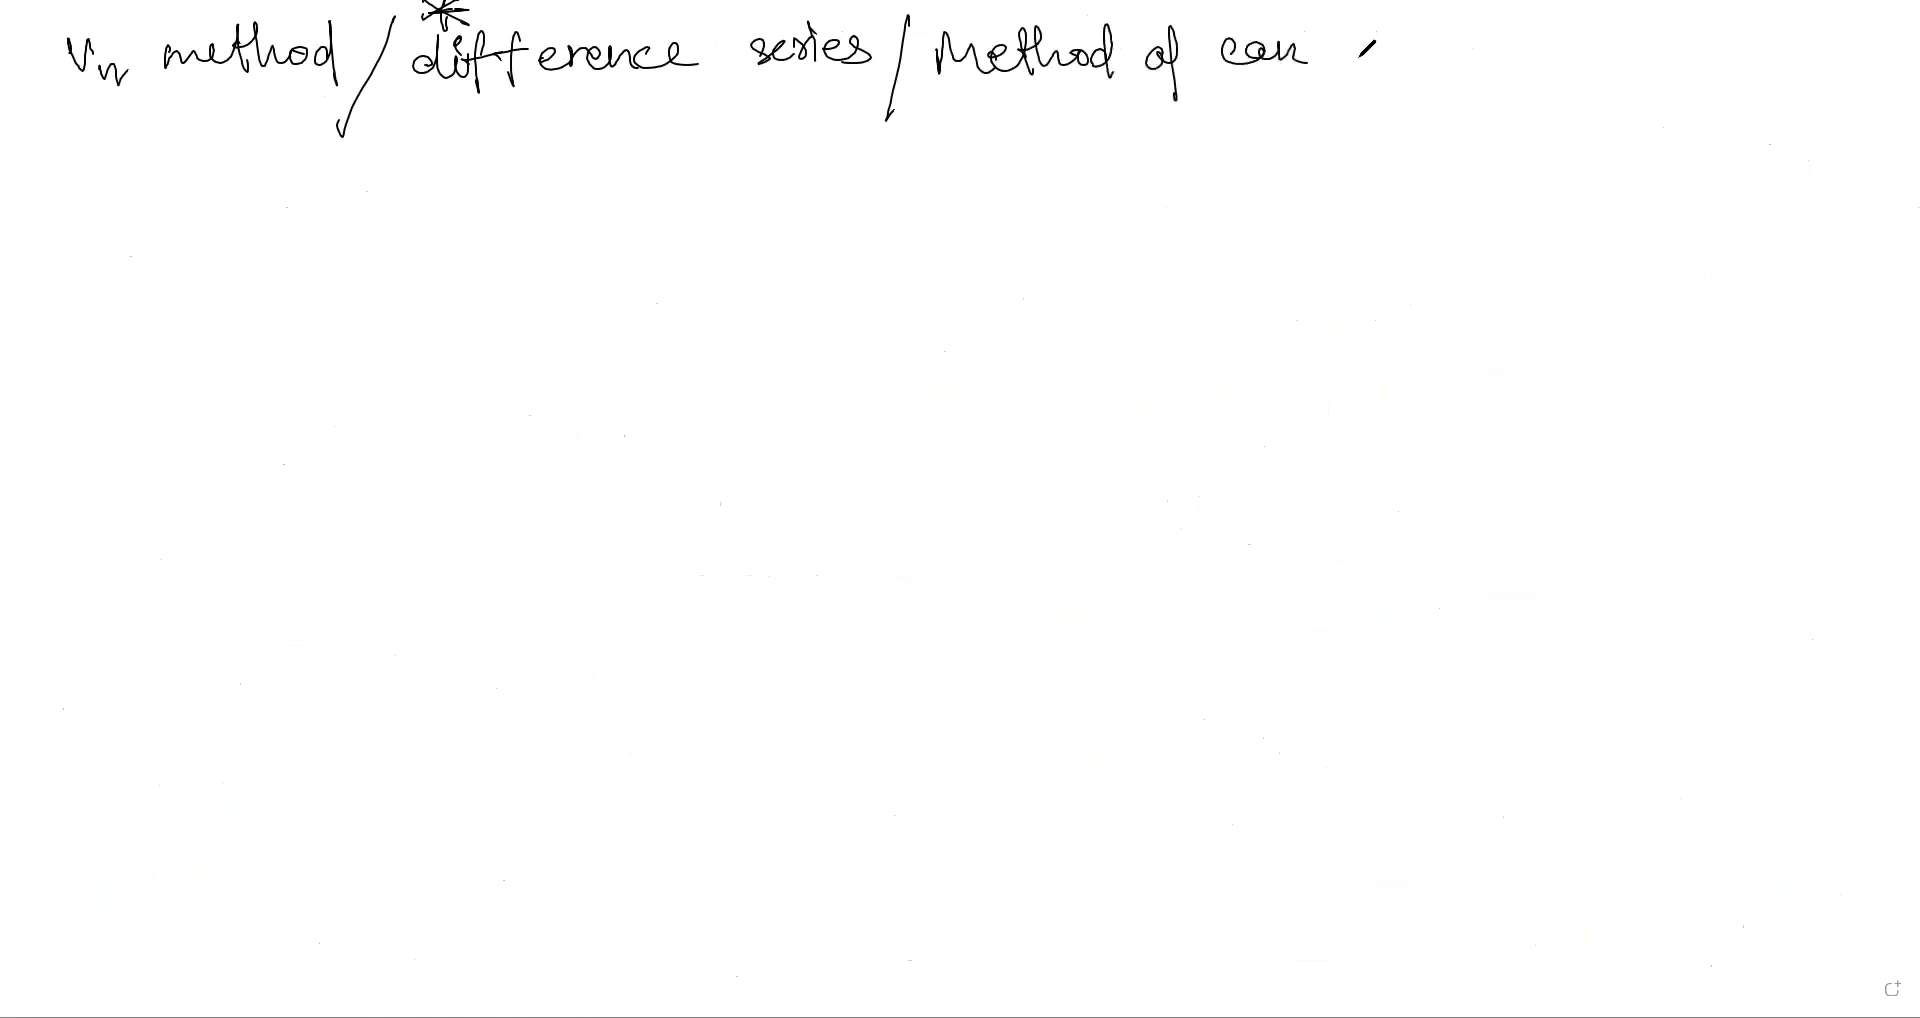 Vn method / *difference series / Method of can